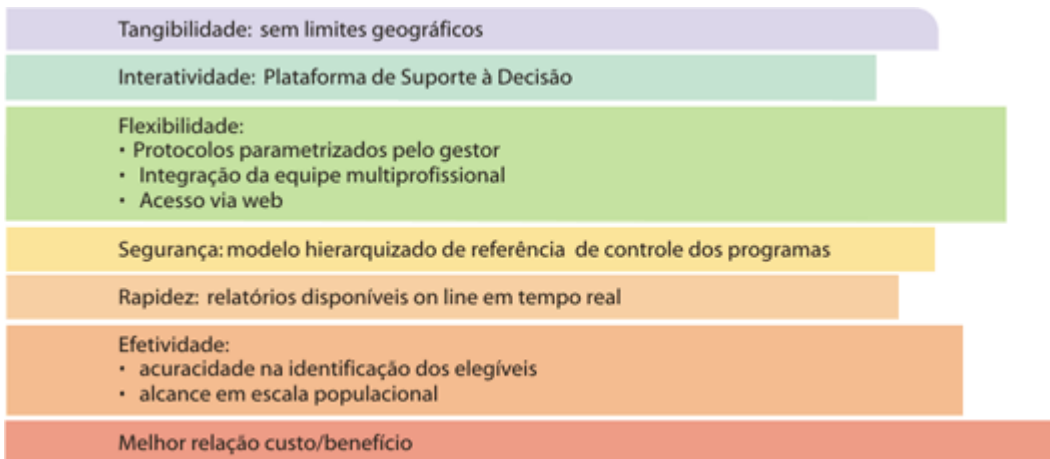 Tangibilidade: sem limites geográficos
Interatividade: Plataforma de Suporte à Decisão
Flexibilidade:
• Protocolos parametrizados pelo gestor
• Integração da equipe multiprofissional
• Acesso via web
Segurança: modelo hierarquizado de referência de controle dos programas
Rapidez: relatórios disponíveis on line em tempo real
Efetividade:
• acuracidade na identificação dos elegíveis
• alcance em escala populacional
Melhor relação custo/benefício